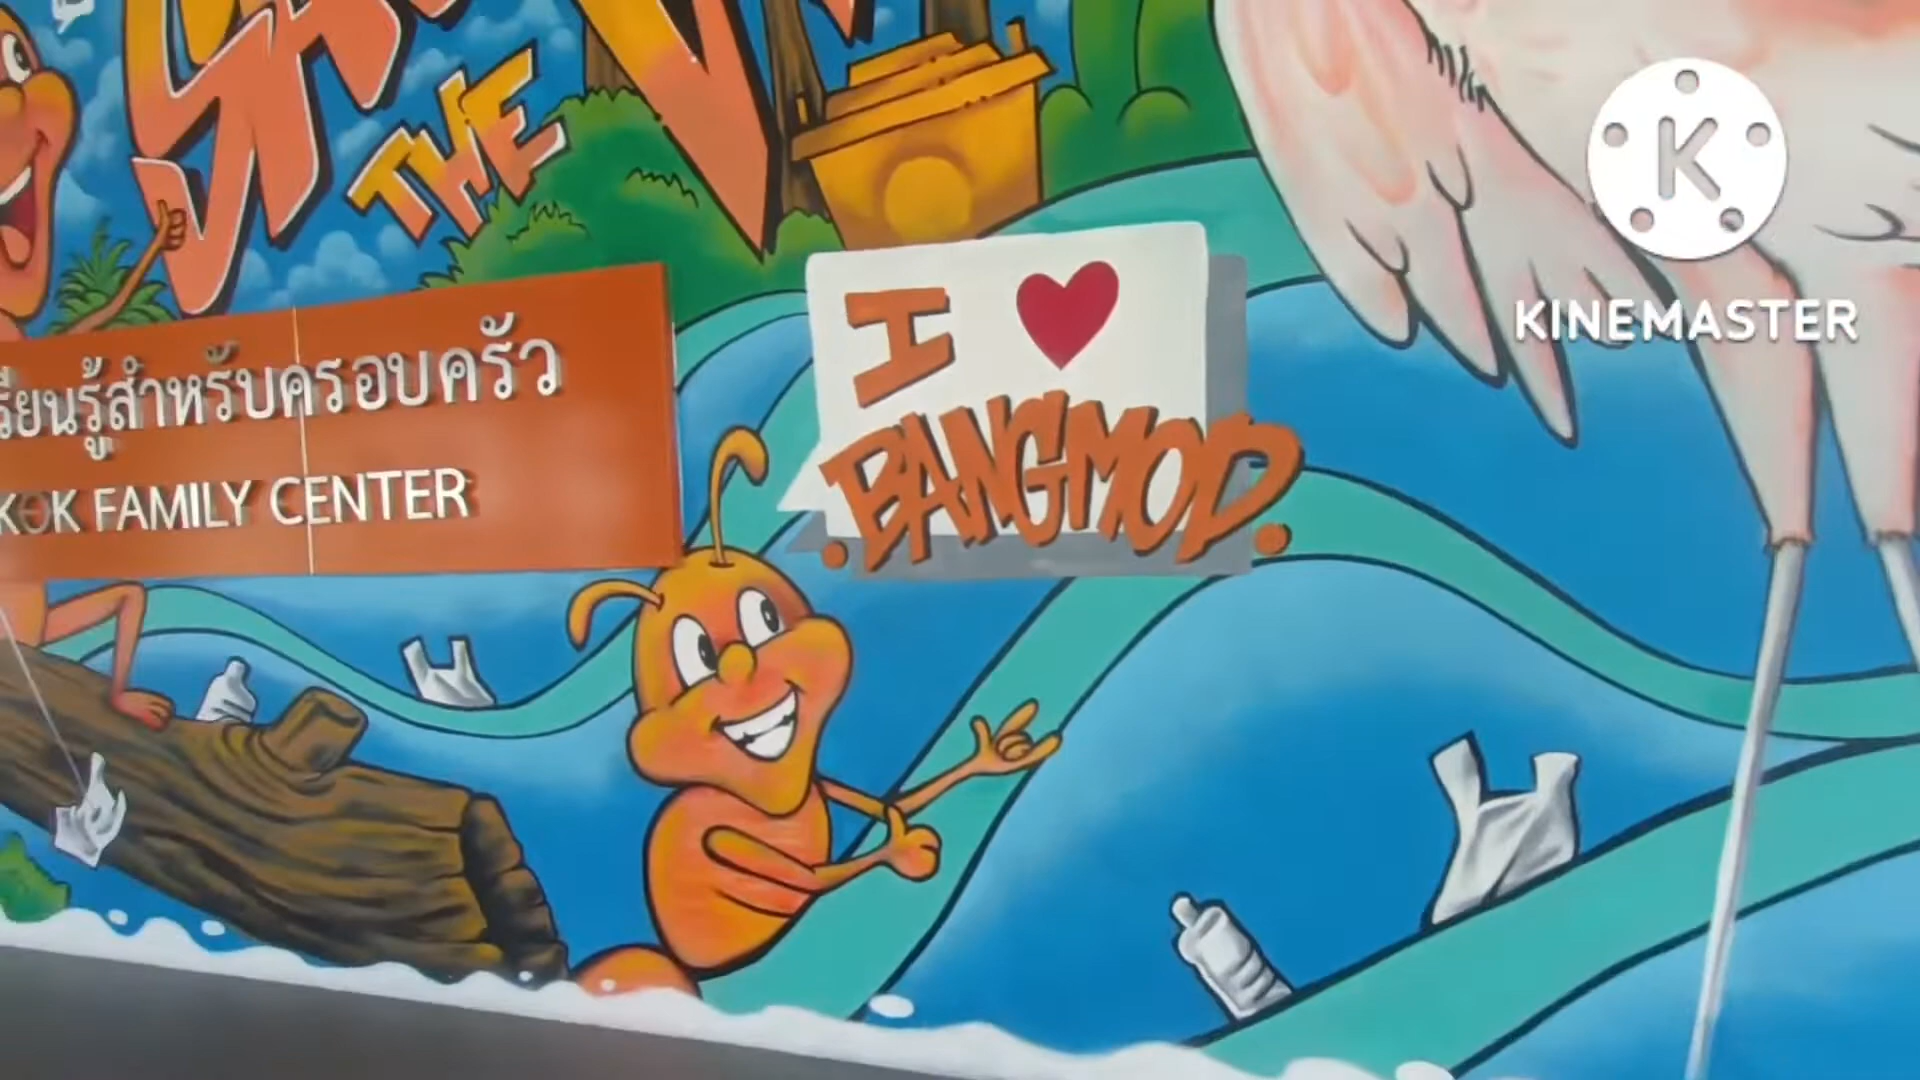 THE
รียนรู้สำหรับครอบครัว
KOK FAMILY CENTER
I ❤
BANGMOD
K
KINEMASTER